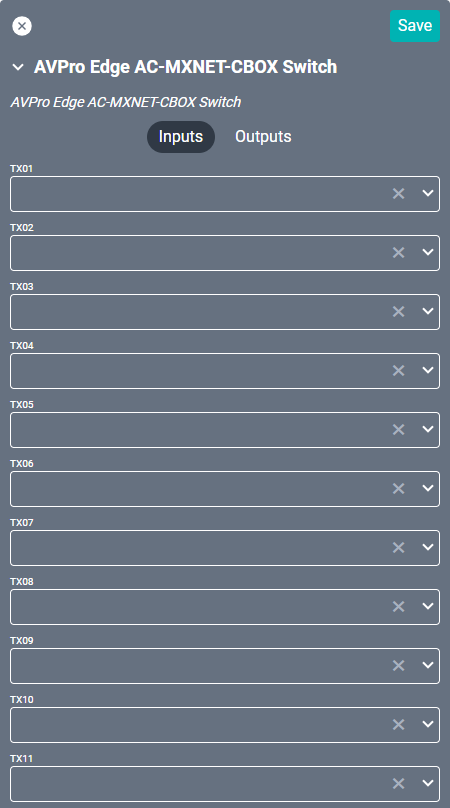 Save
AVPro Edge AC-MXNET-CBOX Switch
AVPro Edge AC-MXNET-CBOX Switch
Inputs Outputs
TX01
TX02
TX03
TX04
TX05
TX06
TX07
TX08
TX09
TX10
TX11